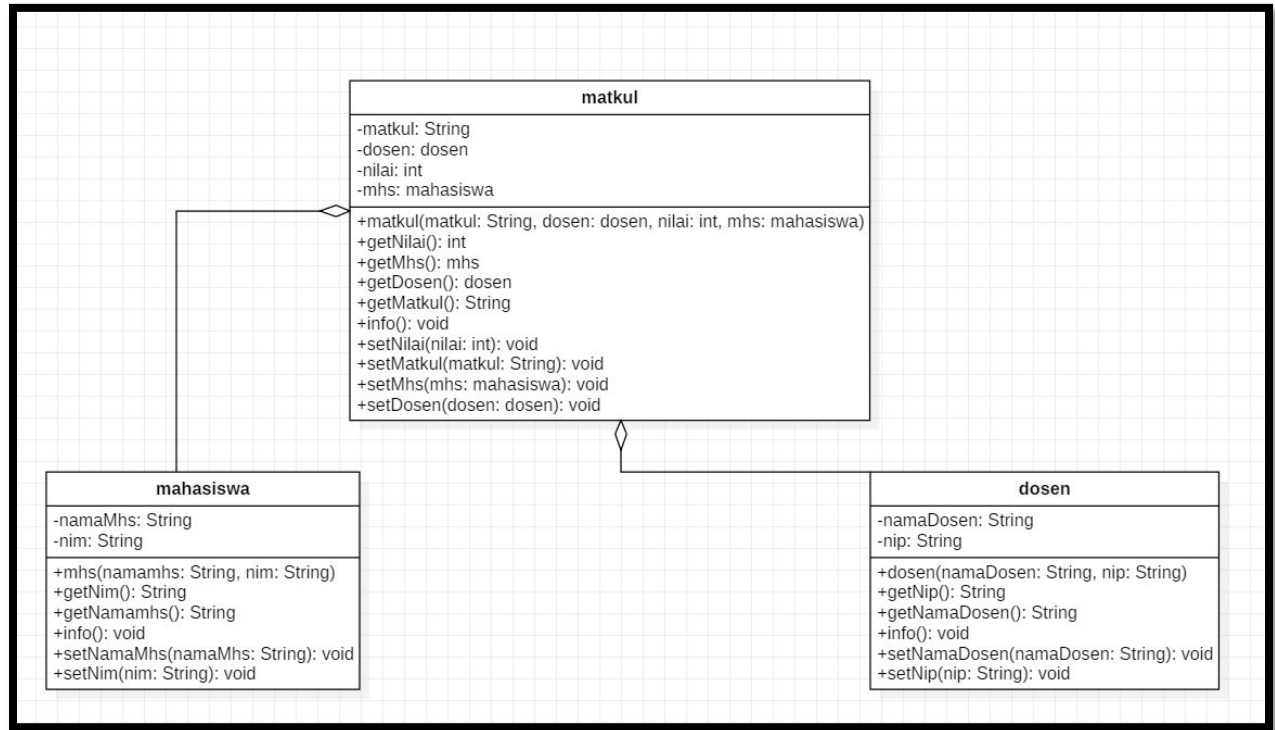 matkul
-matkul: String
-dosen: dosen
-nilai: int
-mhs: mahasiswa
+matkul(matkul: String, dosen: dosen, nilai: int, mhs: mahasiswa)
+getNilai(): int
+getMhs(): mhs
+getDosen(): dosen
+getMatkul(): String
+info(): void
+setNilai(nilai: int): void
+setMatkul(matkul: String): void
+setMhs(mhs: mahasiswa): void
+setDosen(dosen: dosen): void
mahasiswa
-namaMhs: String
-nim: String
+mhs(namamhs: String, nim: String)
+getNim(): String
+getNamamhs(): String
+info(): void
+setNamaMhs(namaMhs: String): void
+setNim(nim: String): void
dosen
-namaDosen: String
-nip: String
+dosen(namaDosen: String, nip: String)
+getNip(): String
+getNamaDosen(): String
+info(): void
+setNamaDosen(namaDosen: String): void
+setNip(nip: String): void